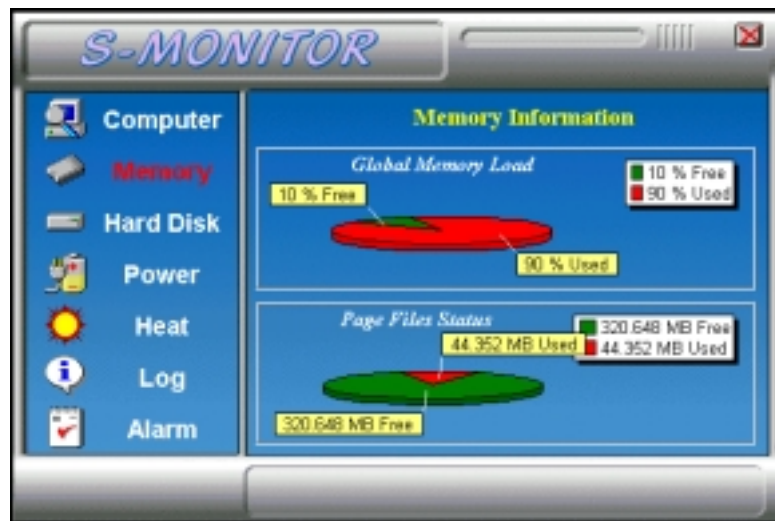 S-MONITOR
Computer
Memory
Hard Disk
Power
Heat
Log
Alarm
Memory Information
Global Memory Load
10 % Free
90 % Used
10 % Free
90 % Used
Page Files Status
320.648 MB Free
44.352 MB Used
44.352 MB Used
320.648 MB Free